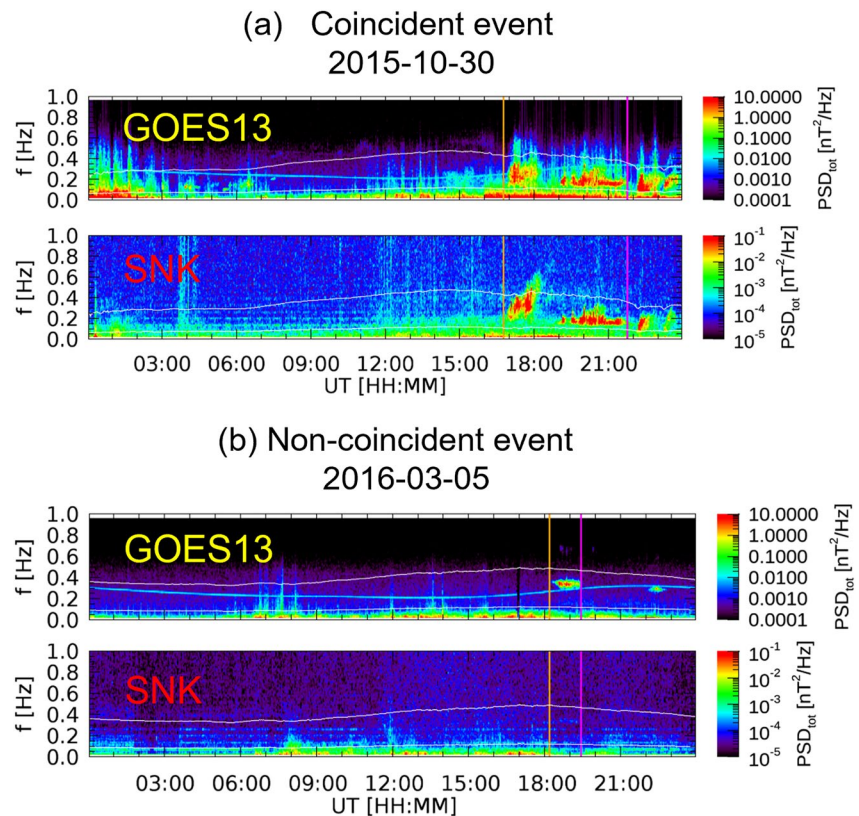 (a) Coincident event
2015-10-30
1.0
0.8
0.6
0.4
0.2
0.0
f [Hz]
GOES13
10.0000
1.0000
0.1000
0.0100
0.0010
0.0001
PSD_tot [nT²/Hz]
1.0
0.8
0.6
0.4
0.2
0.0
f [Hz]
SNK
10⁻¹
10⁻²
10⁻³
10⁻⁴
10⁻⁵
PSD_tot [nT²/Hz]
03:00 06:00 09:00 12:00 15:00 18:00 21:00
UT [HH:MM]
(b) Non-coincident event
2016-03-05
1.0
0.8
0.6
0.4
0.2
0.0
f [Hz]
GOES13
10.0000
1.0000
0.1000
0.0100
0.0010
0.0001
PSD_tot [nT²/Hz]
1.0
0.8
0.6
0.4
0.2
0.0
f [Hz]
SNK
10⁻¹
10⁻²
10⁻³
10⁻⁴
10⁻⁵
PSD_tot [nT²/Hz]
03:00 06:00 09:00 12:00 15:00 18:00 21:00
UT [HH:MM]